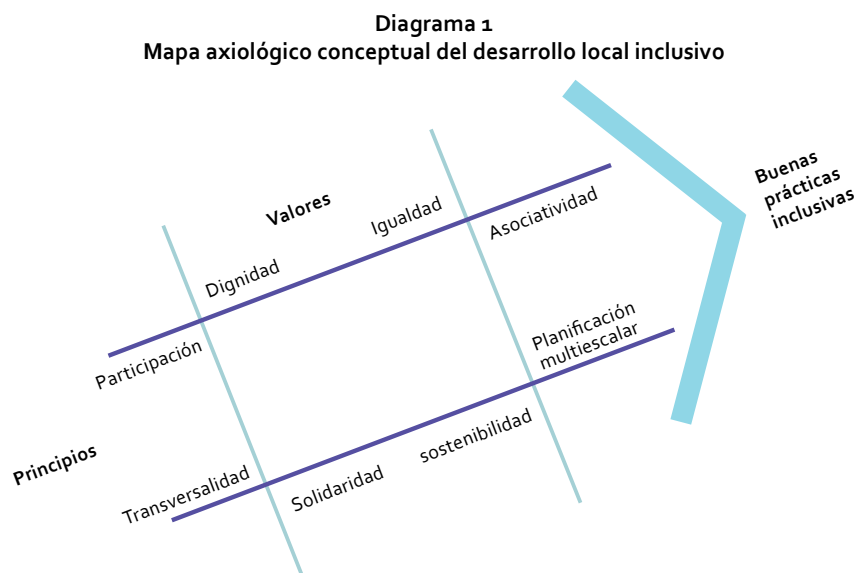 Diagrama 1
Mapa axiológico conceptual del desarrollo local inclusivo
Buenas
prácticas
inclusivas
Valores
Igualdad
Asociatividad
Dignidad
Participación
Planificación
multiescalar
sostenibilidad
Principios
Transversalidad
Solidaridad